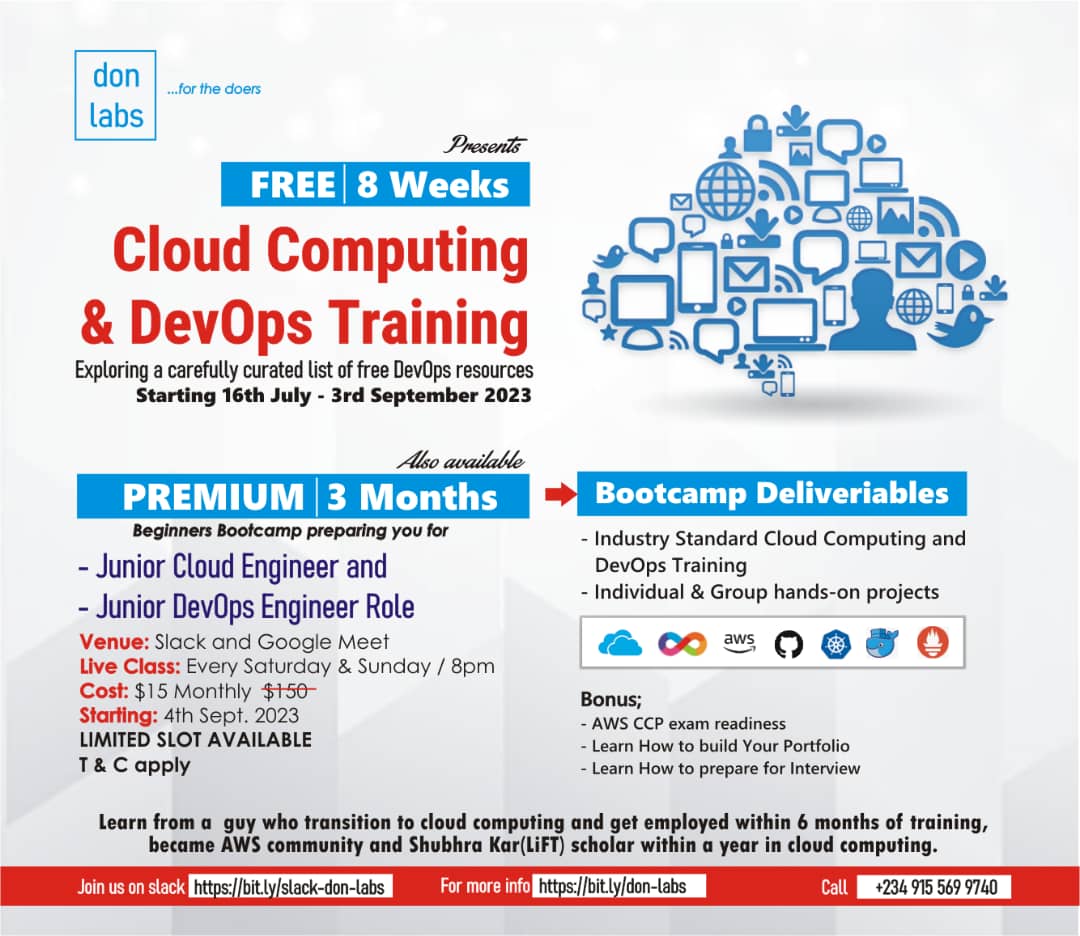 don
labs
...for the doers
Presents
FREE | 8 Weeks
Cloud Computing
& DevOps Training
Exploring a carefully curated list of free DevOps resources
Starting 16th July - 3rd September 2023
Also available
PREMIUM | 3 Months
Beginners Bootcamp preparing you for
- Junior Cloud Engineer and
- Junior DevOps Engineer Role
Venue: Slack and Google Meet
Live Class: Every Saturday & Sunday / 8pm
Cost: $15 Monthly $150
Starting: 4th Sept. 2023
LIMITED SLOT AVAILABLE
T & C apply
Bootcamp Deliveriables
- Industry Standard Cloud Computing and
DevOps Training
- Individual & Group hands-on projects
aws
Bonus;
- AWS CCP exam readiness
- Learn How to build Your Portfolio
- Learn How to prepare for Interview
Learn from a guy who transition to cloud computing and get employed within 6 months of training,
became AWS community and Shubhra Kar(LiFT) scholar within a year in cloud computing.
Join us on slack https://bit.ly/slack-don-labs For more info https://bit.ly/don-labs Call +234 915 569 9740